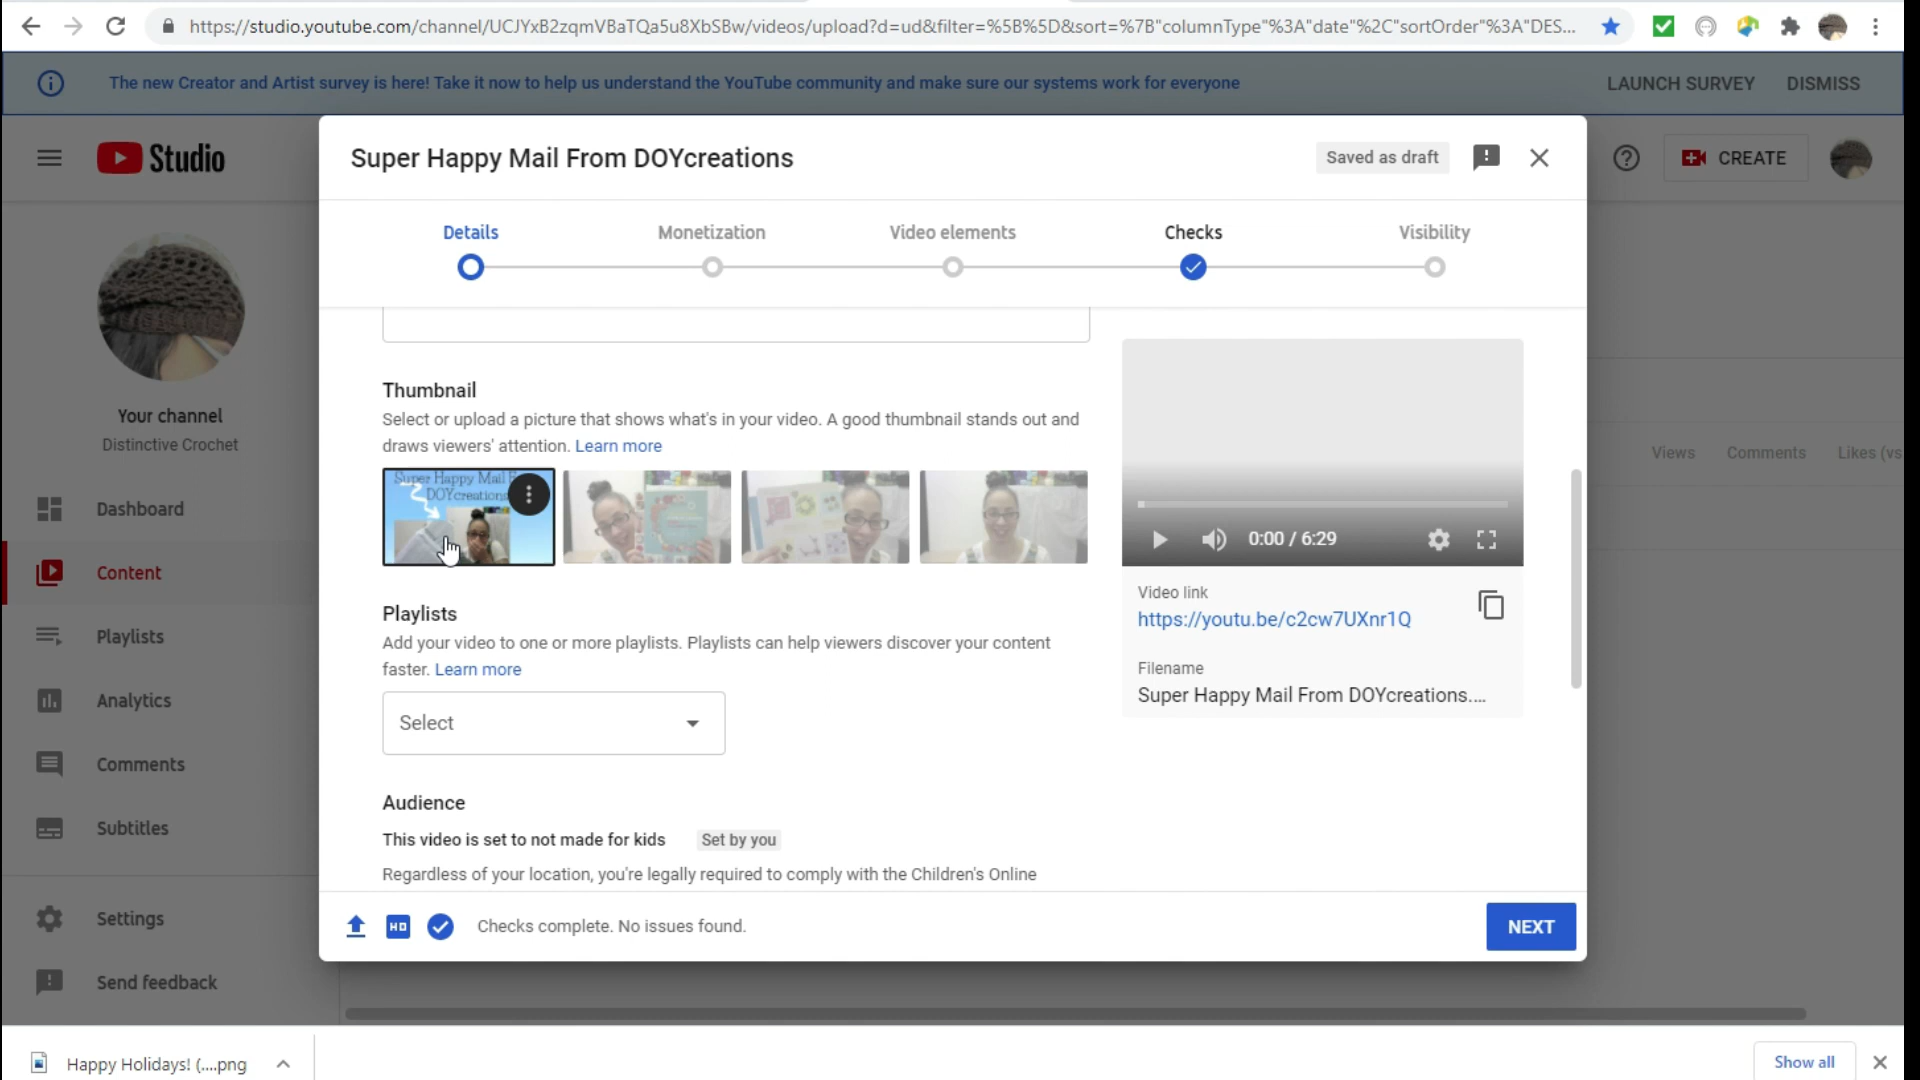 https://studio.youtube.com/channel/UCJYxB2zqmVBaTQa5u8XbSBw/videos/upload?d=ud&filter=%5B%5D&sort=%7B"columnType"%3A"date"%2C"sortOrder"%3A"DES...
The new Creator and Artist survey is here! Take it now to help us understand the YouTube community and make sure our systems work for everyone
LAUNCH SURVEY
DISMISS
Studio
Super Happy Mail From DOYcreations
Saved as draft
CREATE
Details
Monetization
Video elements
Checks
Visibility
Your channel
Distinctive Crochet
Dashboard
Content
Playlists
Analytics
Comments
Subtitles
Settings
Send feedback
Thumbnail
Select or upload a picture that shows what's in your video. A good thumbnail stands out and
draws viewers' attention. Learn more
Super Happy Mail F
DOYcreations
Playlists
Add your video to one or more playlists. Playlists can help viewers discover your content
faster. Learn more
Select
Audience
This video is set to not made for kids
Set by you
Regardless of your location, you're legally required to comply with the Children's Online
0:00 / 6:29
Video link
https://youtu.be/c2cw7UXnr1Q
Filename
Super Happy Mail From DOYcreations....
Views
Comments
Likes (vs
HD
Checks complete. No issues found.
NEXT
Happy Holidays! (....png
Show all